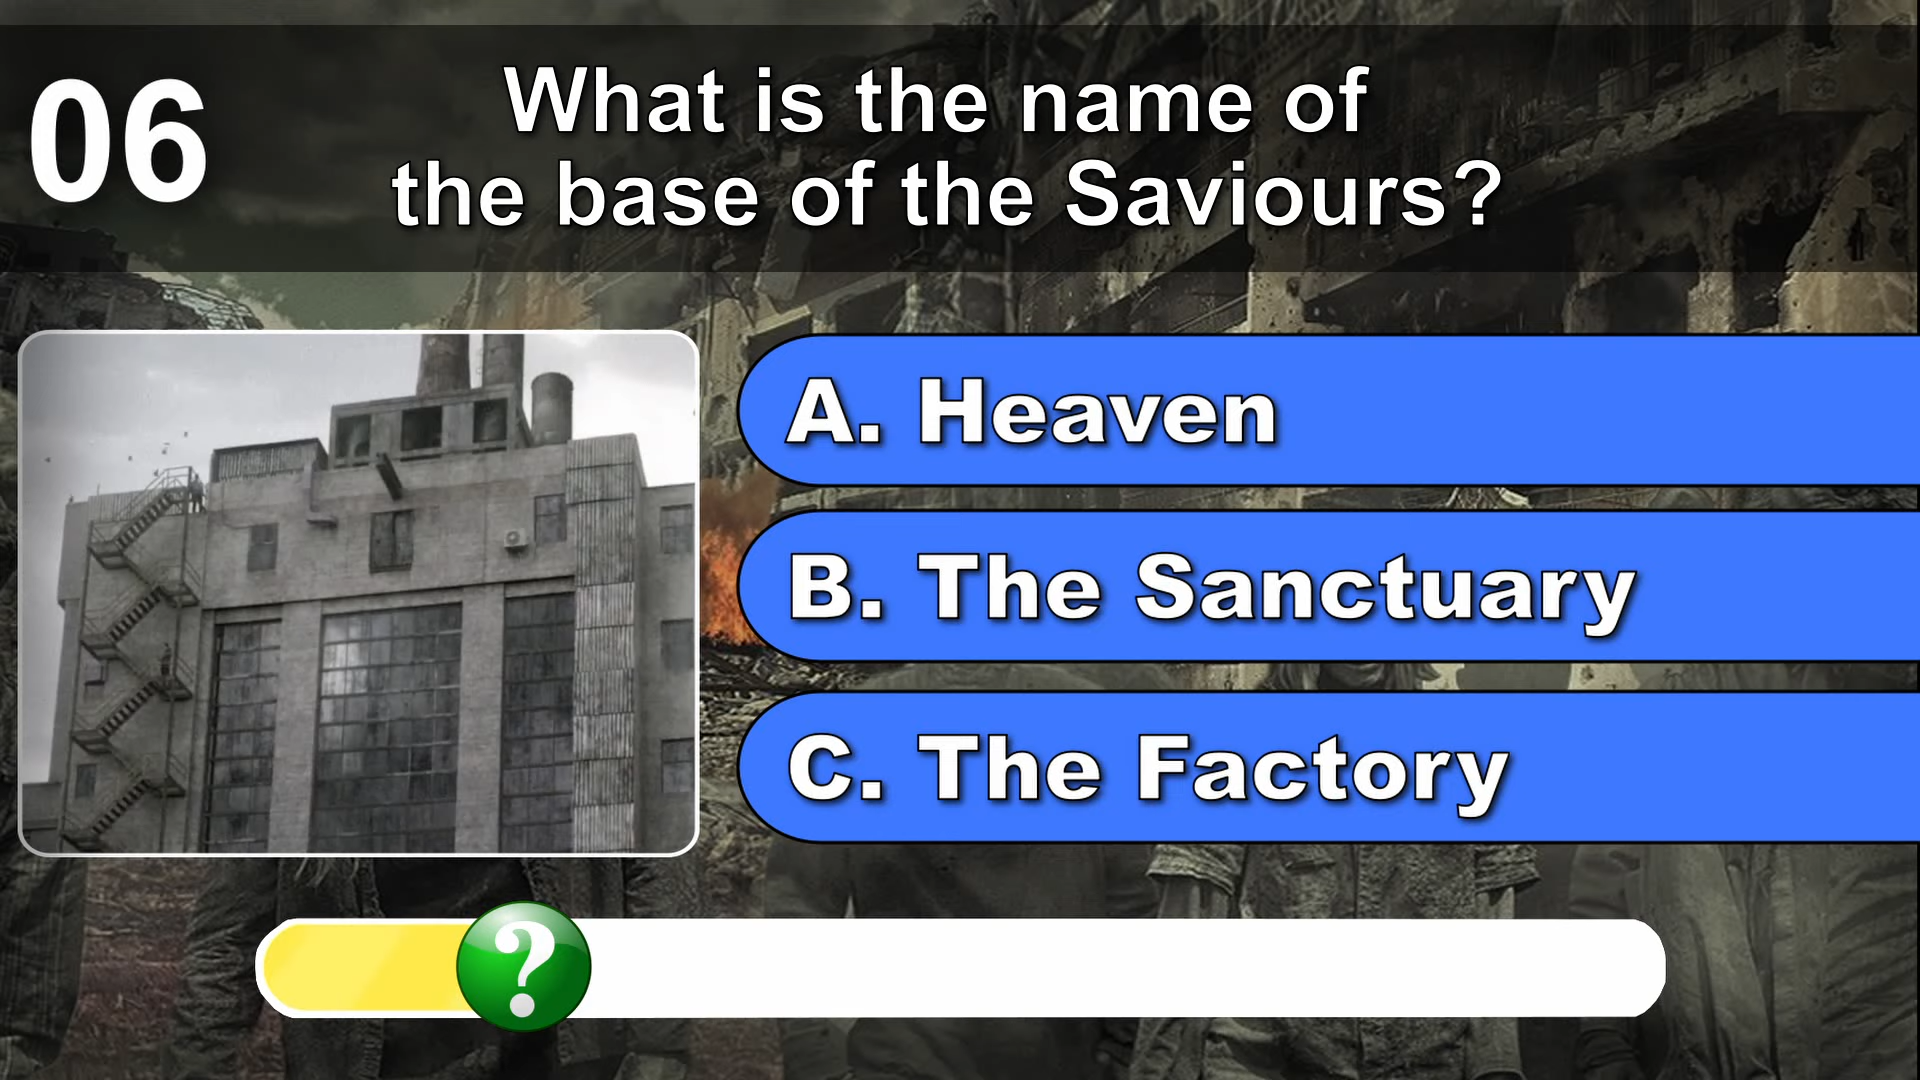 06
What is the name of
the base of the Saviours?
A. Heaven
B. The Sanctuary
C. The Factory
?